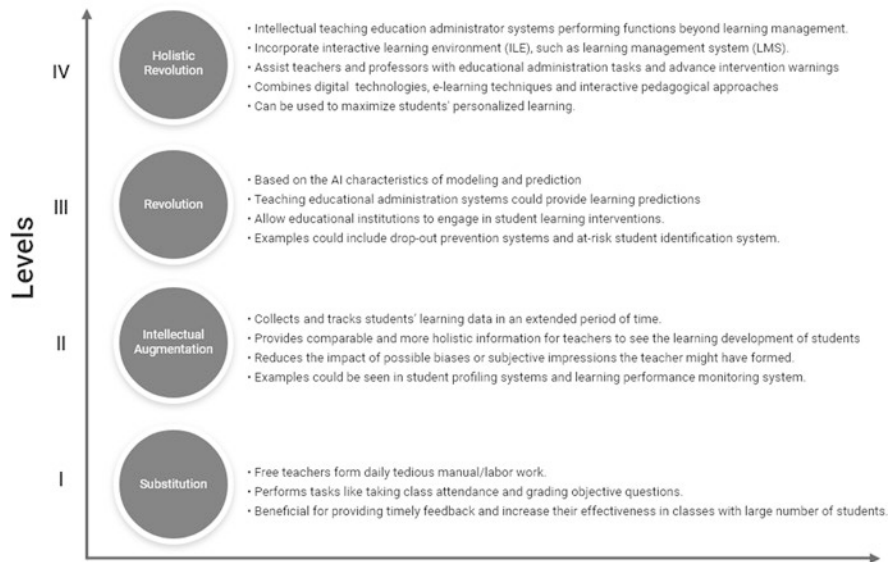 Levels
IV
Holistic
Revolution
• Intellectual teaching education administrator systems performing functions beyond learning management.
• Incorporate interactive learning environment (ILE), such as learning management system (LMS).
• Assist teachers and professors with educational administration tasks and advance intervention warnings
• Combines digital technologies, e-learning techniques and interactive pedagogical approaches
• Can be used to maximize students' personalized learning.
III
Revolution
• Based on the AI characteristics of modeling and prediction
• Teaching educational administration systems could provide learning predictions
• Allow educational institutions to engage in student learning interventions.
• Examples could include drop-out prevention systems and at-risk student identification system.
II
Intellectual
Augmentation
• Collects and tracks students' learning data in an extended period of time.
• Provides comparable and more holistic information for teachers to see the learning development of students
• Reduces the impact of possible biases or subjective impressions the teacher might have formed.
• Examples could be seen in student profiling systems and learning performance monitoring system.
I
Substitution
• Free teachers form daily tedious manual/labor work.
• Performs tasks like taking class attendance and grading objective questions.
• Beneficial for providing timely feedback and increase their effectiveness in classes with large number of students.